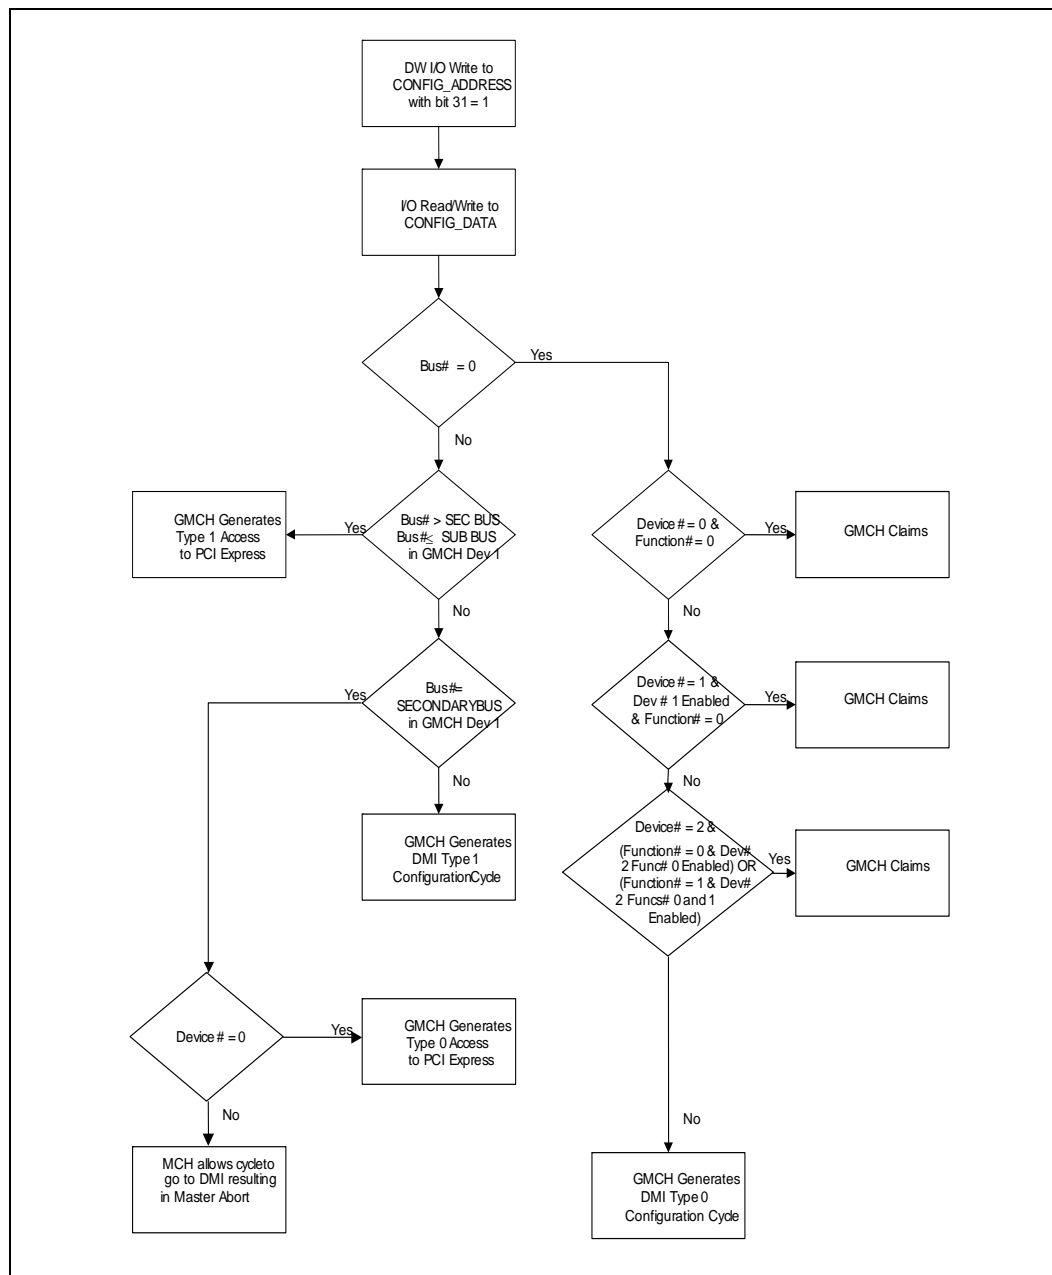 DW I/O Write to
CONFIG_ADDRESS
with bit 31 = 1
I/O Read/Write to
CONFIG_DATA
Bus# = 0
Yes
No
Bus# > SEC BUS
Bus# ≤ SUB BUS
in GMCH Dev 1
Yes
GMCH Generates
Type 1 Access
to PCI Express
No
Device # = 0 &
Function# = 0
Yes
GMCH Claims
No
Bus#=
SECONDARY BUS
in GMCH Dev 1
Yes
No
Device # = 1 &
Dev # 1 Enabled
& Function# = 0
Yes
GMCH Claims
No
GMCH Generates
DMI Type 1
Configuration Cycle
Device# = 2 &
(Function# = 0 & Dev#
2 Func# 0 Enabled) OR
(Function# = 1 & Dev#
2 Funcs# 0 and 1
Enabled)
Yes
GMCH Claims
No
Device # = 0
Yes
GMCH Generates
Type 0 Access
to PCI Express
No
MCH allows cycle to
go to DMI resulting
in Master Abort
GMCH Generates
DMI Type 0
Configuration Cycle